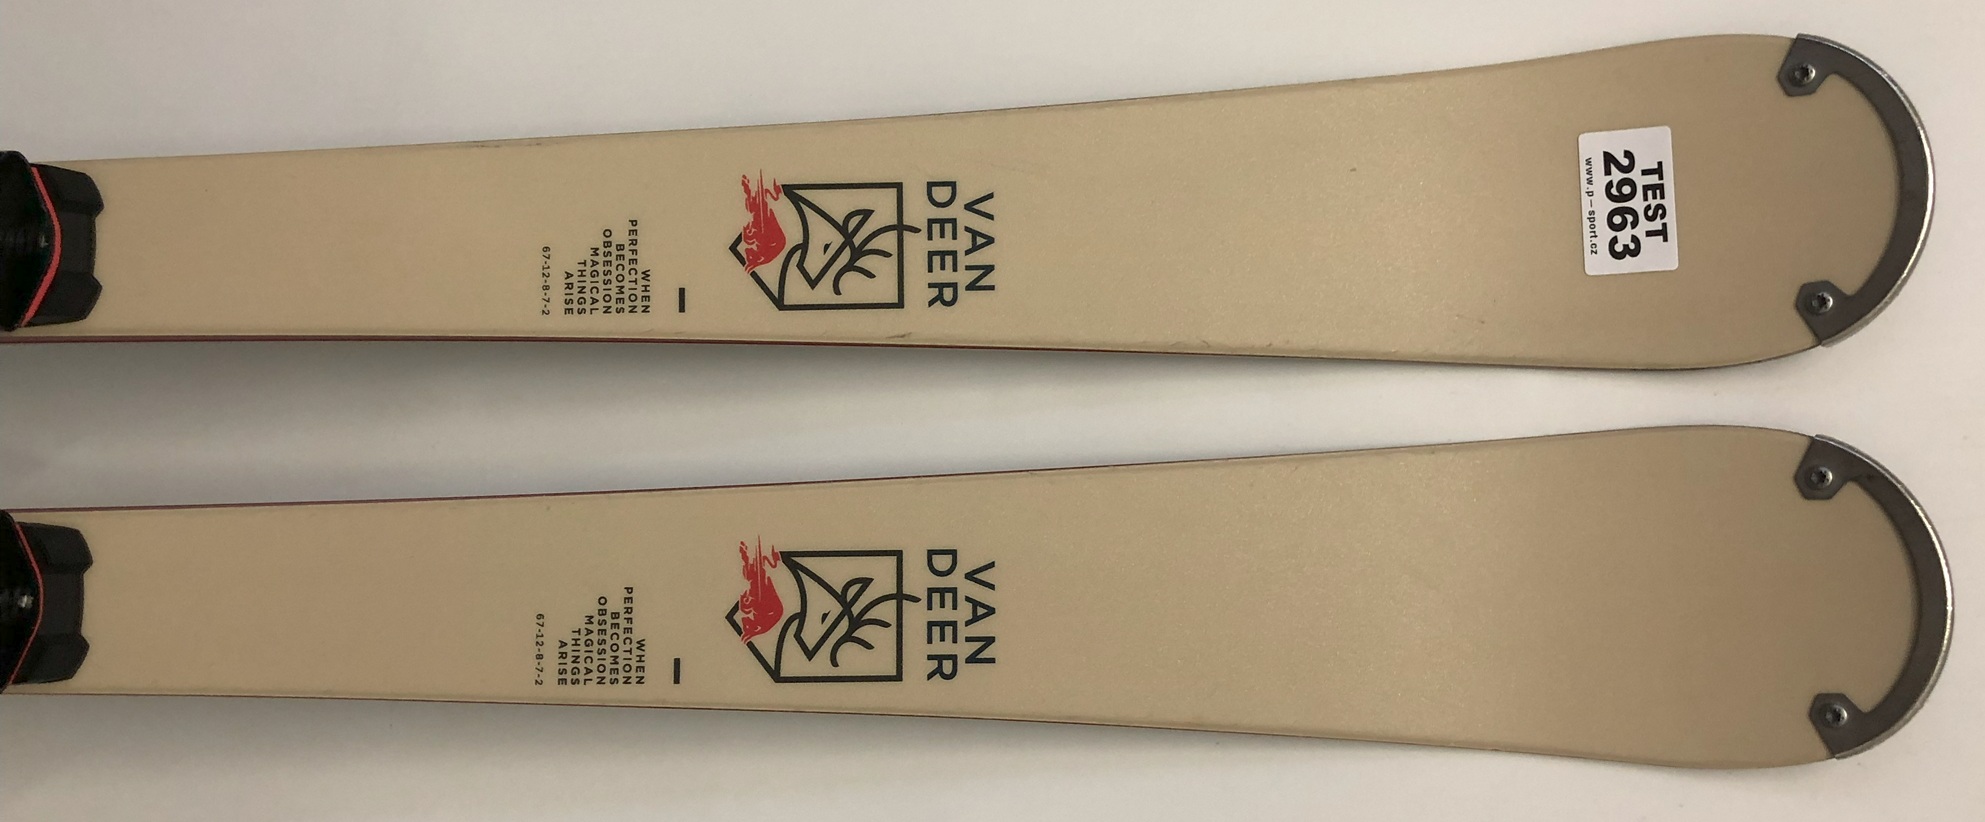 TEST
2963
www.p-sport.cz
VAN
DEER
WHEN
PERFECTION
BECOMES
OBSESSION
MAGICAL
THINGS
ARISE
67-12-8-7-2
VAN
DEER
WHEN
PERFECTION
BECOMES
OBSESSION
MAGICAL
THINGS
ARISE
67-12-8-7-2